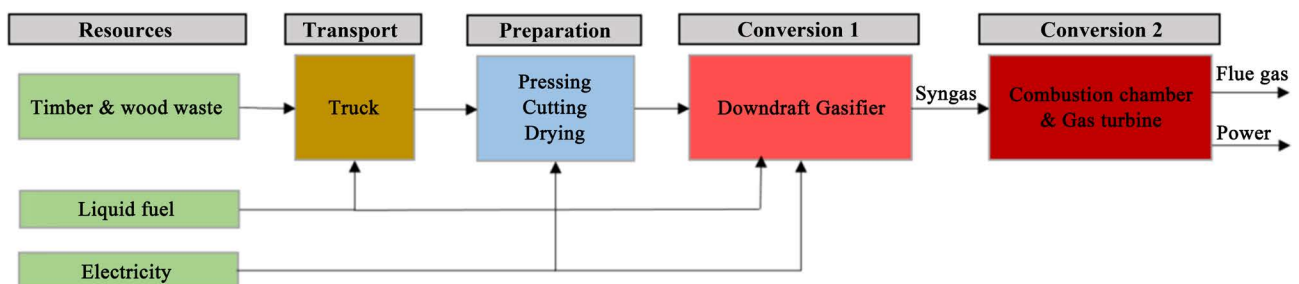 Resources
Transport
Preparation
Conversion 1
Conversion 2
Timber & wood waste
Truck
Pressing
Cutting
Drying
Downdraft Gasifier
Syngas
Combustion chamber
& Gas turbine
Flue gas
Power
Liquid fuel
Electricity